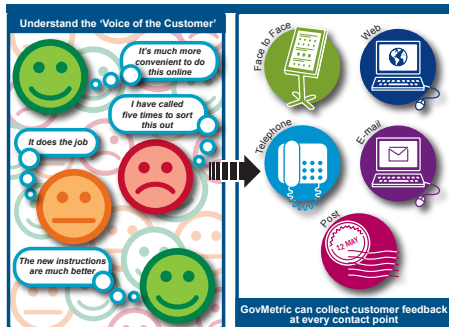 Understand the 'Voice of the Customer'
It's much more
convenient to do
this online
I have called
five times to sort
this out
It does the job
The new instructions
are much better
Face to Face
Web
Telephone
E-mail
Post
12 MAY
GovMetric can collect customer feedback
at every contact point